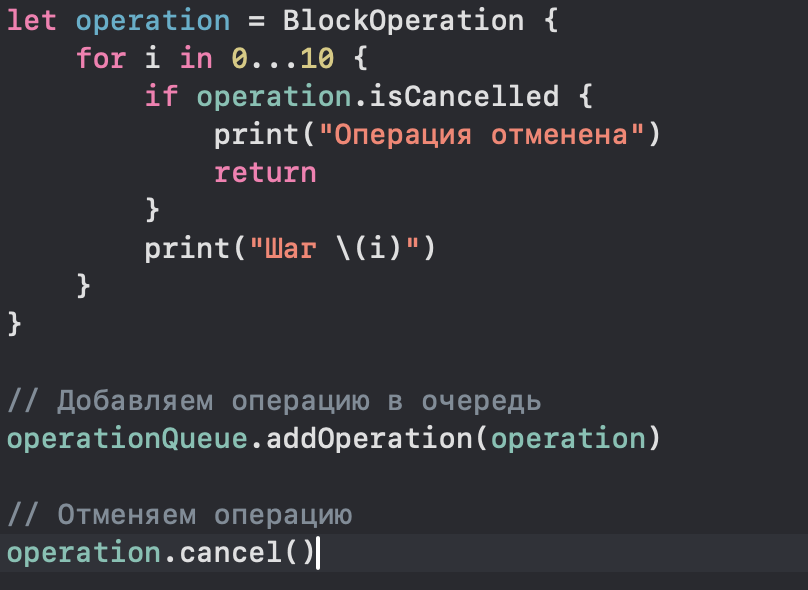 let operation = BlockOperation {
    for i in 0...10 {
        if operation.isCancelled {
            print("Операция отменена")
            return
        }
        print("Шаг \(i)")
    }
}

// Добавляем операцию в очередь
operationQueue.addOperation(operation)

// Отменяем операцию
operation.cancel()